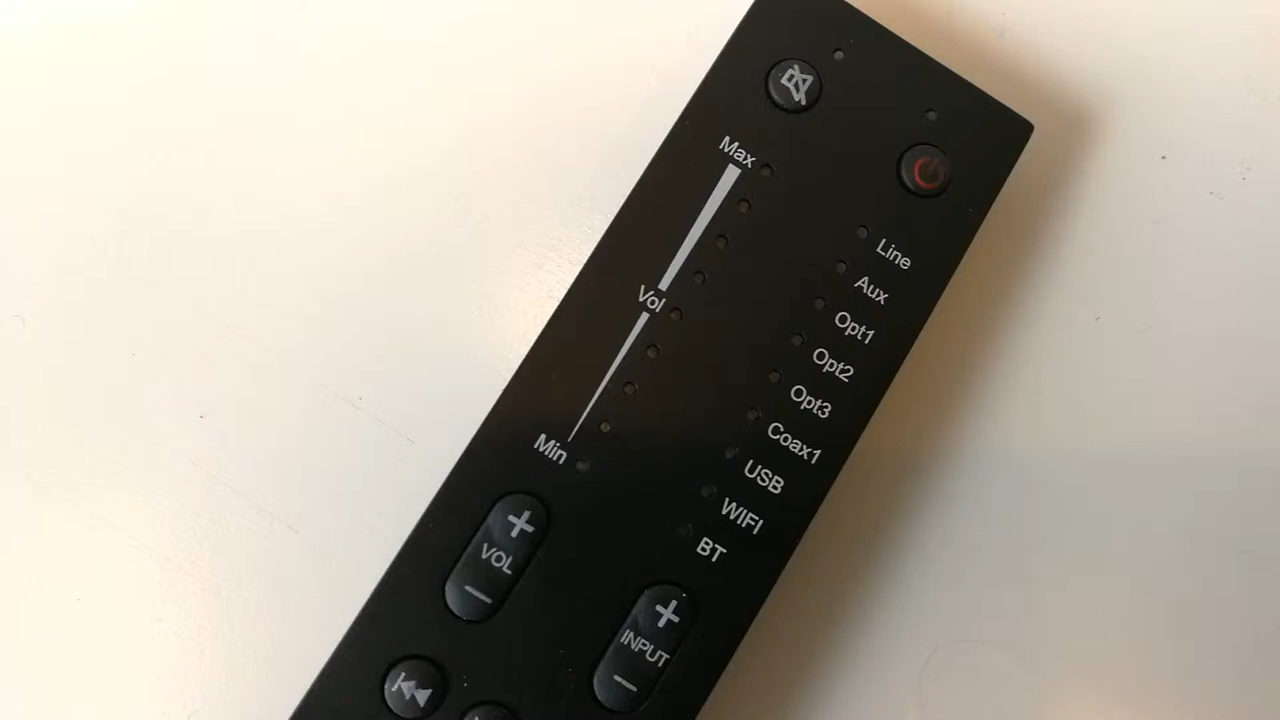 Max
Vol
Min
Line
Aux
Opt1
Opt2
Opt3
Coax1
USB
WIFI
BT
+
VOL
−
+
INPUT
−